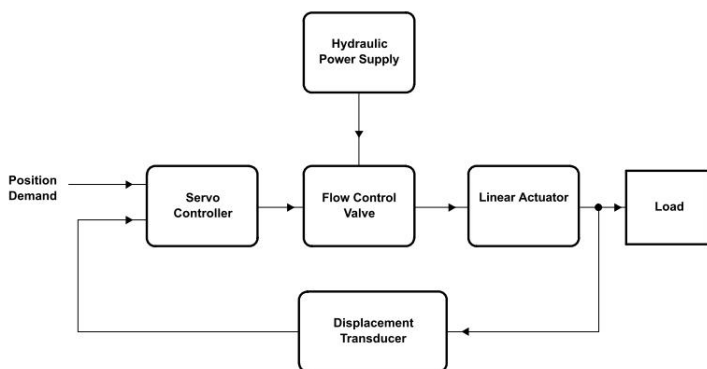 Hydraulic
Power Supply
Position
Demand
Servo
Controller
Flow Control
Valve
Linear Actuator
Load
Displacement
Transducer